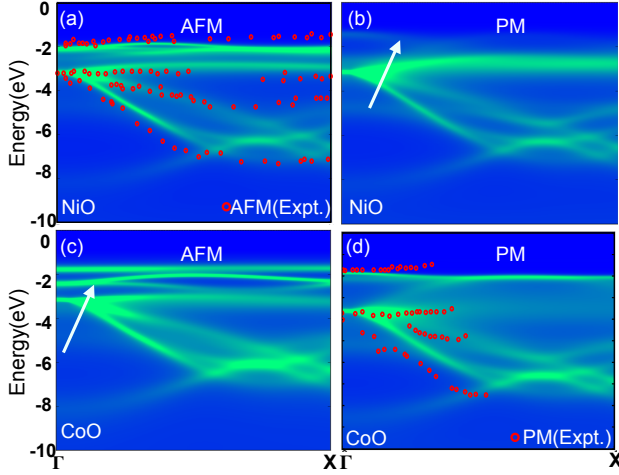 (a) AFM
(b) PM
0
-2
-4
-6
-8
-10
Energy(eV)
NiO
AFM(Expt.)
NiO
(c) AFM
(d) PM
0
-2
-4
-6
-8
-10
Energy(eV)
CoO
CoO
PM(Expt.)
Γ
X
Γ
X